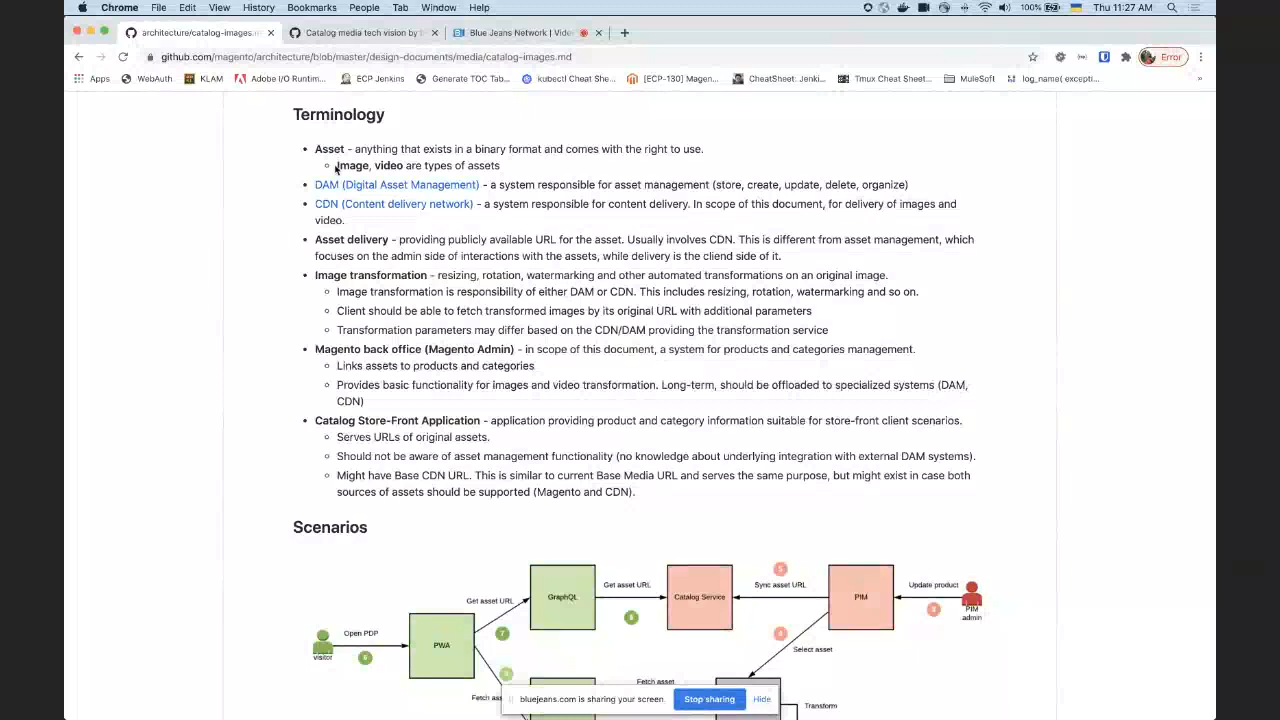 Chrome File Edit View History Bookmarks People Tab Window Help 100% Thu 11:27 AM
architecture/catalog-images.m Catalog media tech vision by Blue Jeans Network | Vide
github.com/magento/architecture/blob/master/design-documents/media/catalog-images.md Error
Apps WebAuth KLAM Adobe I/O Runtim... ECP Jenkins Generate TOC Tab... kubectl Cheat She... [ECP-130] Magen... CheatSheet: Jenki... Tmux Cheat Sheet... MuleSoft log_name( excepti... »
Terminology
Asset - anything that exists in a binary format and comes with the right to use.
Image, video are types of assets
DAM (Digital Asset Management) - a system responsible for asset management (store, create, update, delete, organize)
CDN (Content delivery network) - a system responsible for content delivery. In scope of this document, for delivery of images and
video.
Asset delivery - providing publicly available URL for the asset. Usually involves CDN. This is different from asset management, which
focuses on the admin side of interactions with the assets, while delivery is the cliend side of it.
Image transformation - resizing, rotation, watermarking and other automated transformations on an original image.
Image transformation is responsibility of either DAM or CDN. This includes resizing, rotation, watermarking and so on.
Client should be able to fetch transformed images by its original URL with additional parameters
Transformation parameters may differ based on the CDN/DAM providing the transformation service
Magento back office (Magento Admin) - in scope of this document, a system for products and categories management.
Links assets to products and categories
Provides basic functionality for images and video transformation. Long-term, should be offloaded to specialized systems (DAM,
CDN)
Catalog Store-Front Application - application providing product and category information suitable for store-front client scenarios.
Serves URLs of original assets.
Should not be aware of asset management functionality (no knowledge about underlying integration with external DAM systems).
Might have Base CDN URL. This is similar to current Base Media URL and serves the same purpose, but might exist in case both
sources of assets should be supported (Magento and CDN).
Scenarios
Get asset URL Sync asset URL Update product
Get asset URL GraphQL Catalog Service PIM
PIM
admin
Open PDP
visitor PWA
Select asset
Fetch asset
Fetch ass
Transform
bluejeans.com is sharing your screen. Stop sharing Hide